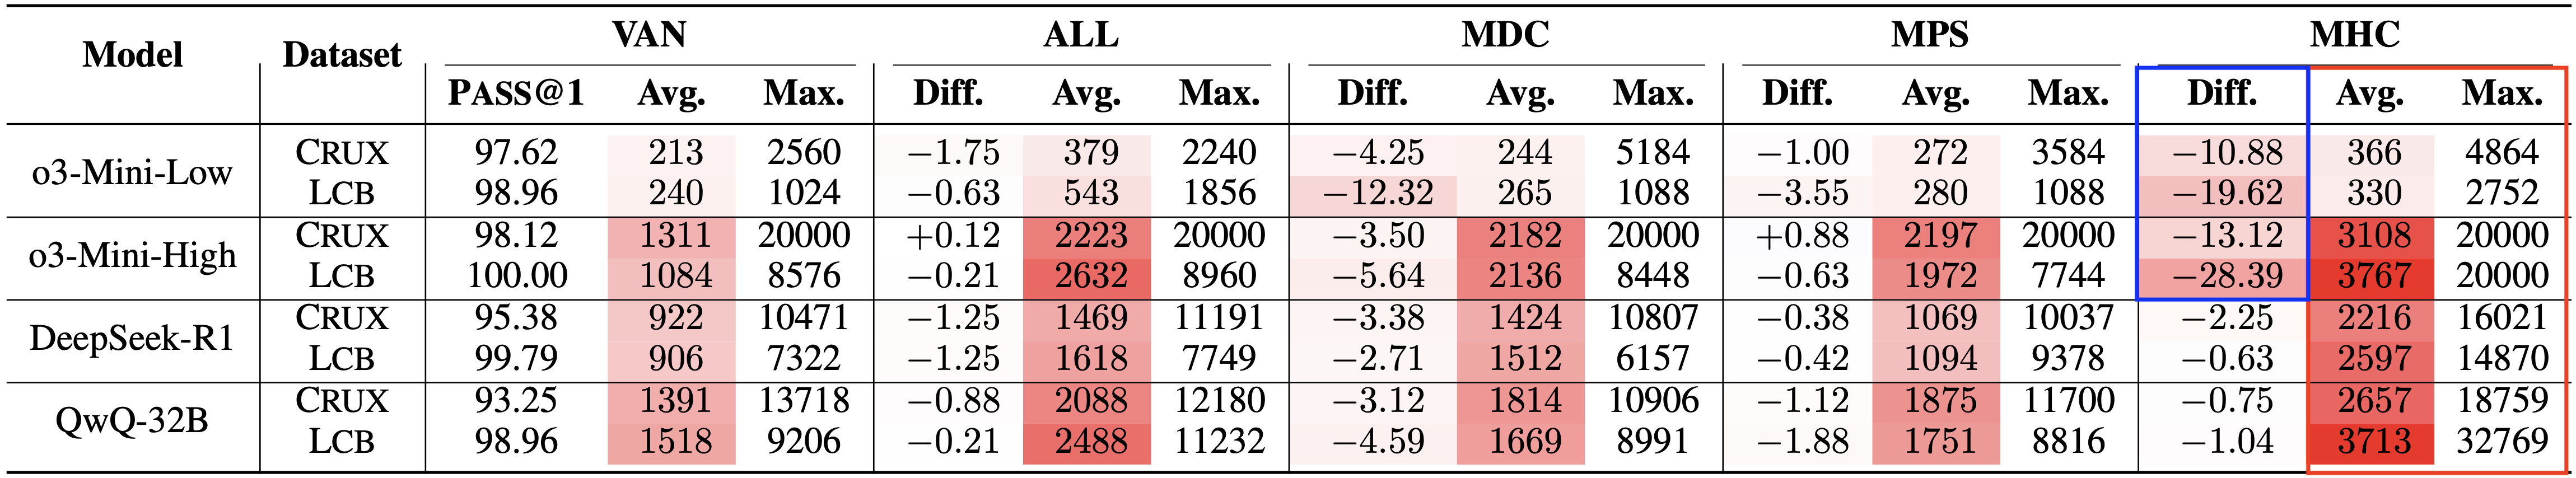 Model Dataset VAN ALL MDC MPS MHC
PASS@1 Avg. Max. Diff. Avg. Max. Diff. Avg. Max. Diff. Avg. Max. Diff. Avg. Max.
o3-Mini-Low CRUX 97.62 213 2560 −1.75 379 2240 −4.25 244 5184 −1.00 272 3584 −10.88 366 4864
LCB 98.96 240 1024 −0.63 543 1856 −12.32 265 1088 −3.55 280 1088 −19.62 330 2752
o3-Mini-High CRUX 98.12 1311 20000 +0.12 2223 20000 −3.50 2182 20000 +0.88 2197 20000 −13.12 3108 20000
LCB 100.00 1084 8576 −0.21 2632 8960 −5.64 2136 8448 −0.63 1972 7744 −28.39 3767 20000
DeepSeek-R1 CRUX 95.38 922 10471 −1.25 1469 11191 −3.38 1424 10807 −0.38 1069 10037 −2.25 2216 16021
LCB 99.79 906 7322 −1.25 1618 7749 −2.71 1512 6157 −0.42 1094 9378 −0.63 2597 14870
QwQ-32B CRUX 93.25 1391 13718 −0.88 2088 12180 −3.12 1814 10906 −1.12 1875 11700 −0.75 2657 18759
LCB 98.96 1518 9206 −0.21 2488 11232 −4.59 1669 8991 −1.88 1751 8816 −1.04 3713 32769